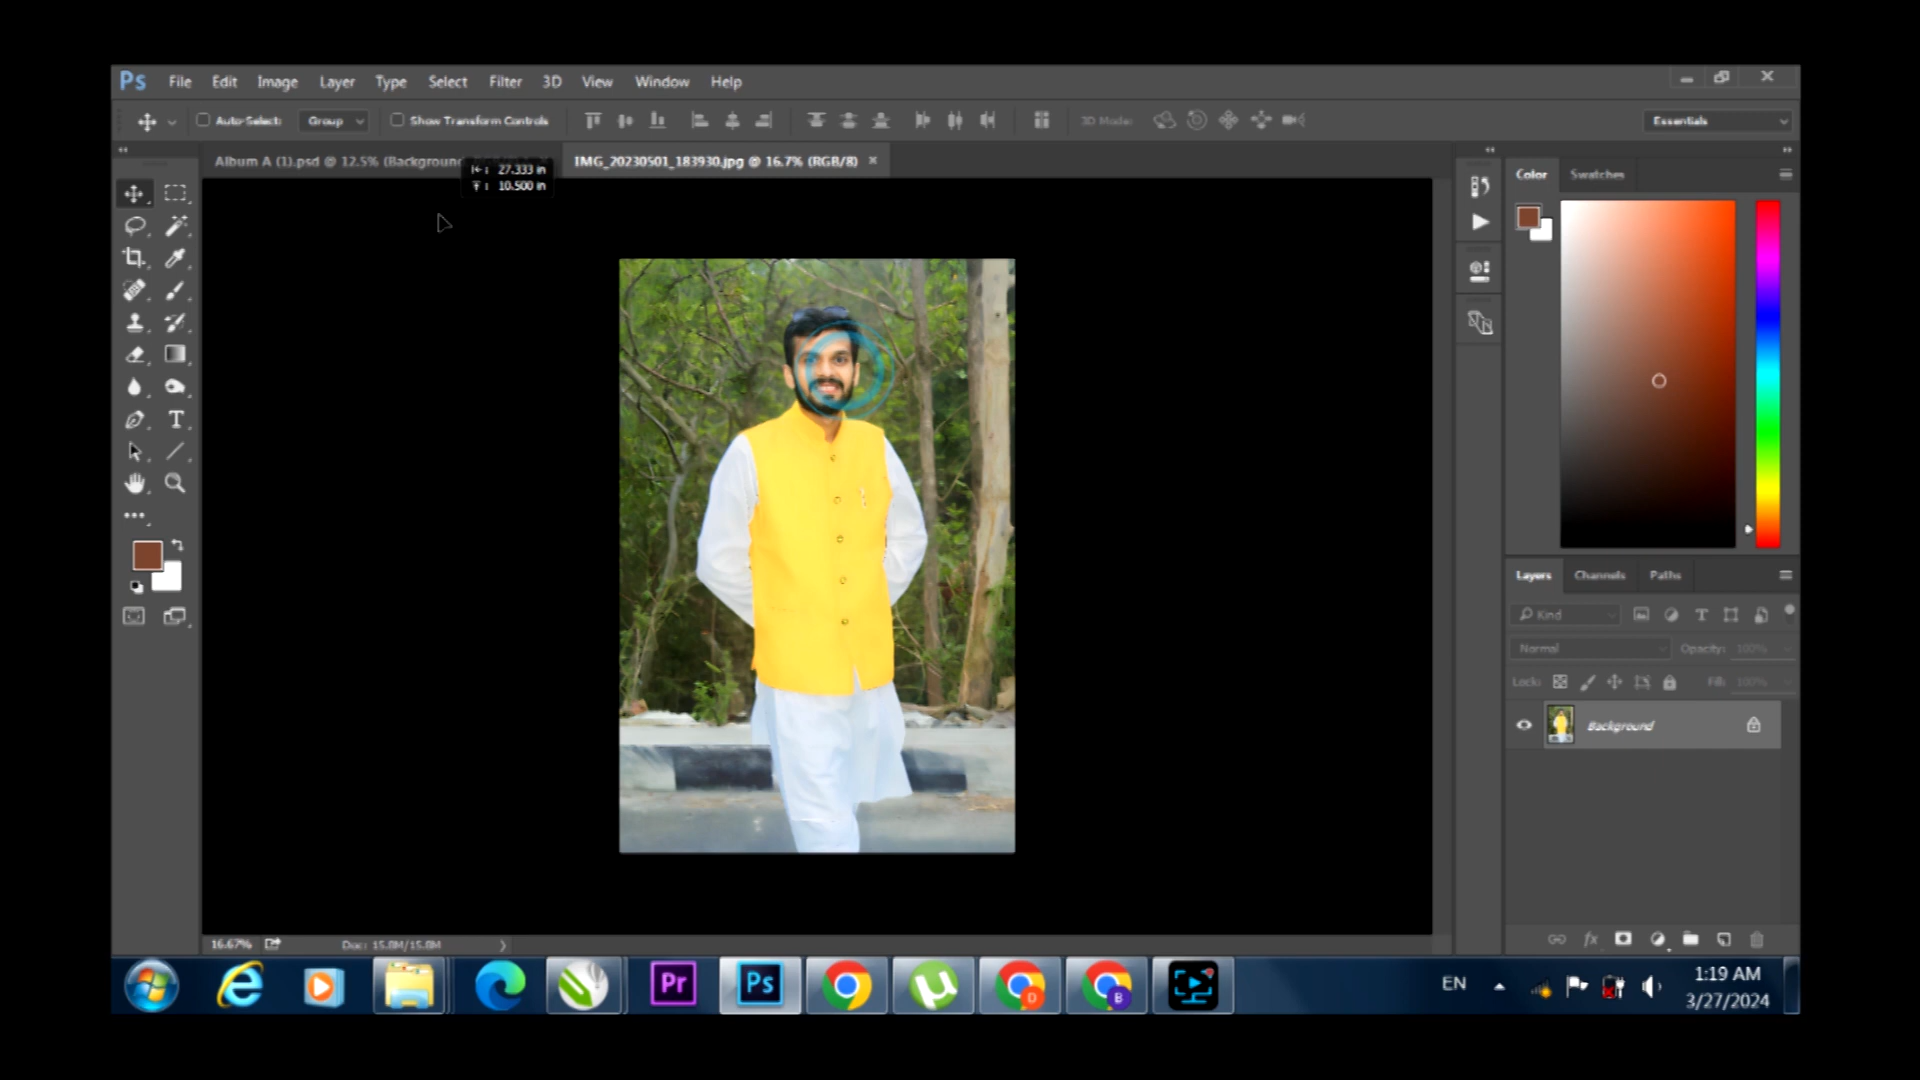 Ps File Edit Image Layer Type Select Filter 3D View Window Help
Auto-Select: Group Show Transform Controls 3D Mode: Essentials
Album A (1).psd @ 12.5% (Backgroun IMG_20230501_183930.jpg @ 16.7% (RGB/8) ×
27.333 in
10.500 in
Color Swatches
Layers Channels Paths
Kind
Normal Opacity: 100%
Lock: Fill: 100%
Background
16.67% Doc: 15.8M/15.8M
fx
Pr Ps D B EN 1:19 AM
3/27/2024